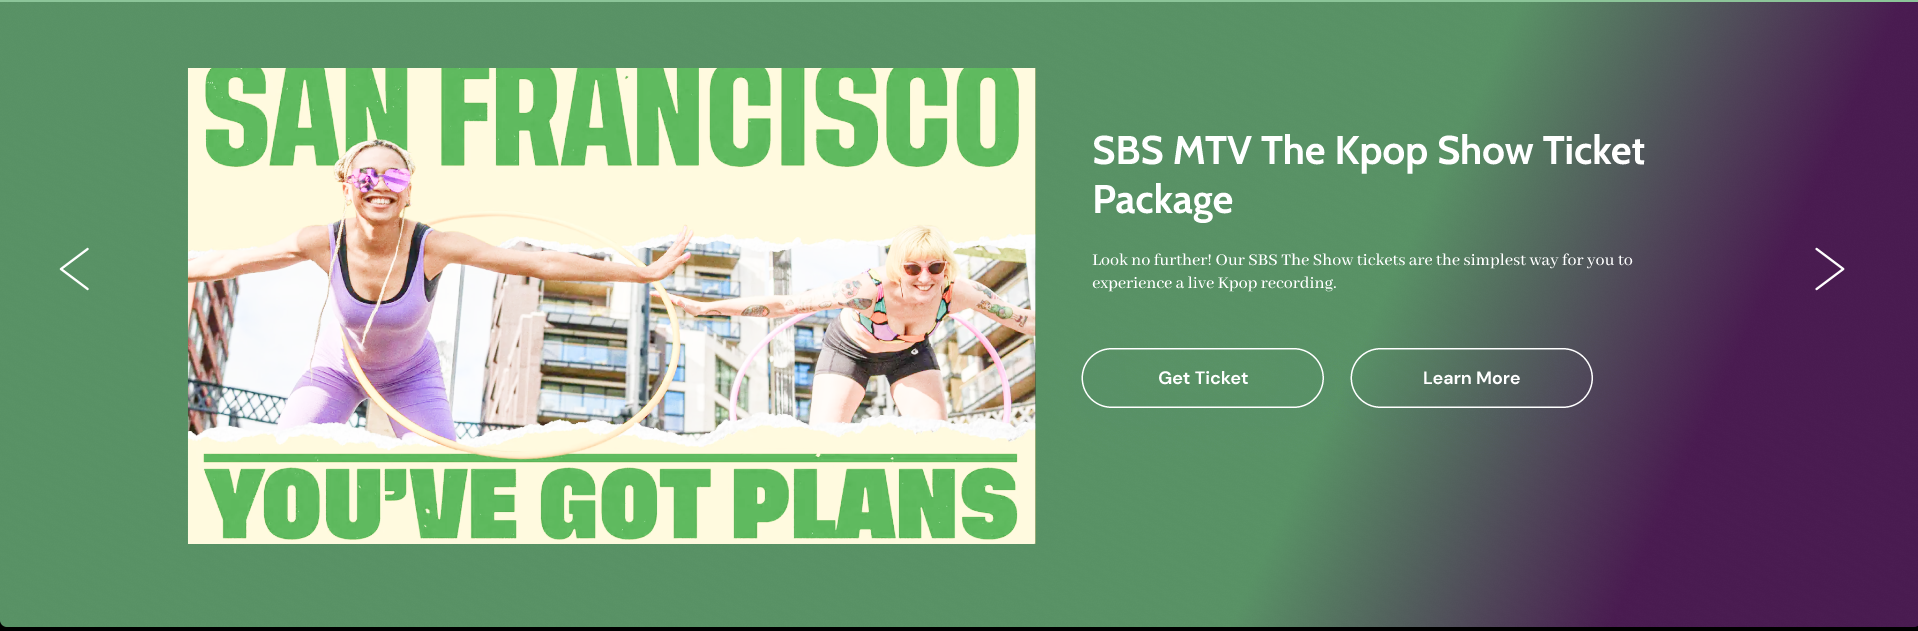 SAN FRANCISCO
YOU'VE GOT PLANS
SBS MTV The Kpop Show Ticket
Package
Look no further! Our SBS The Show tickets are the simplest way for you to
experience a live Kpop recording.
Get Ticket
Learn More